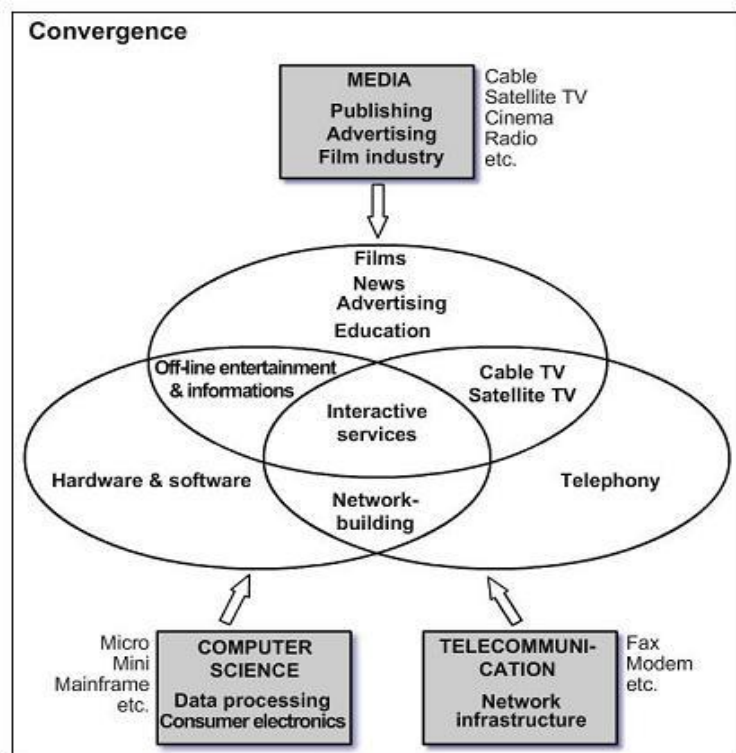 Convergence
MEDIA
Publishing
Advertising
Film industry
Cable
Satellite TV
Cinema
Radio
etc.
Films
News
Advertising
Education
Off-line entertainment
& informations
Cable TV
Satellite TV
Interactive
services
Hardware & software
Telephony
Network-
building
Micro
Mini
Mainframe
etc.
COMPUTER
SCIENCE
Data processing
Consumer electronics
TELECOMMUNI-
CATION
Network
infrastructure
Fax
Modem
etc.